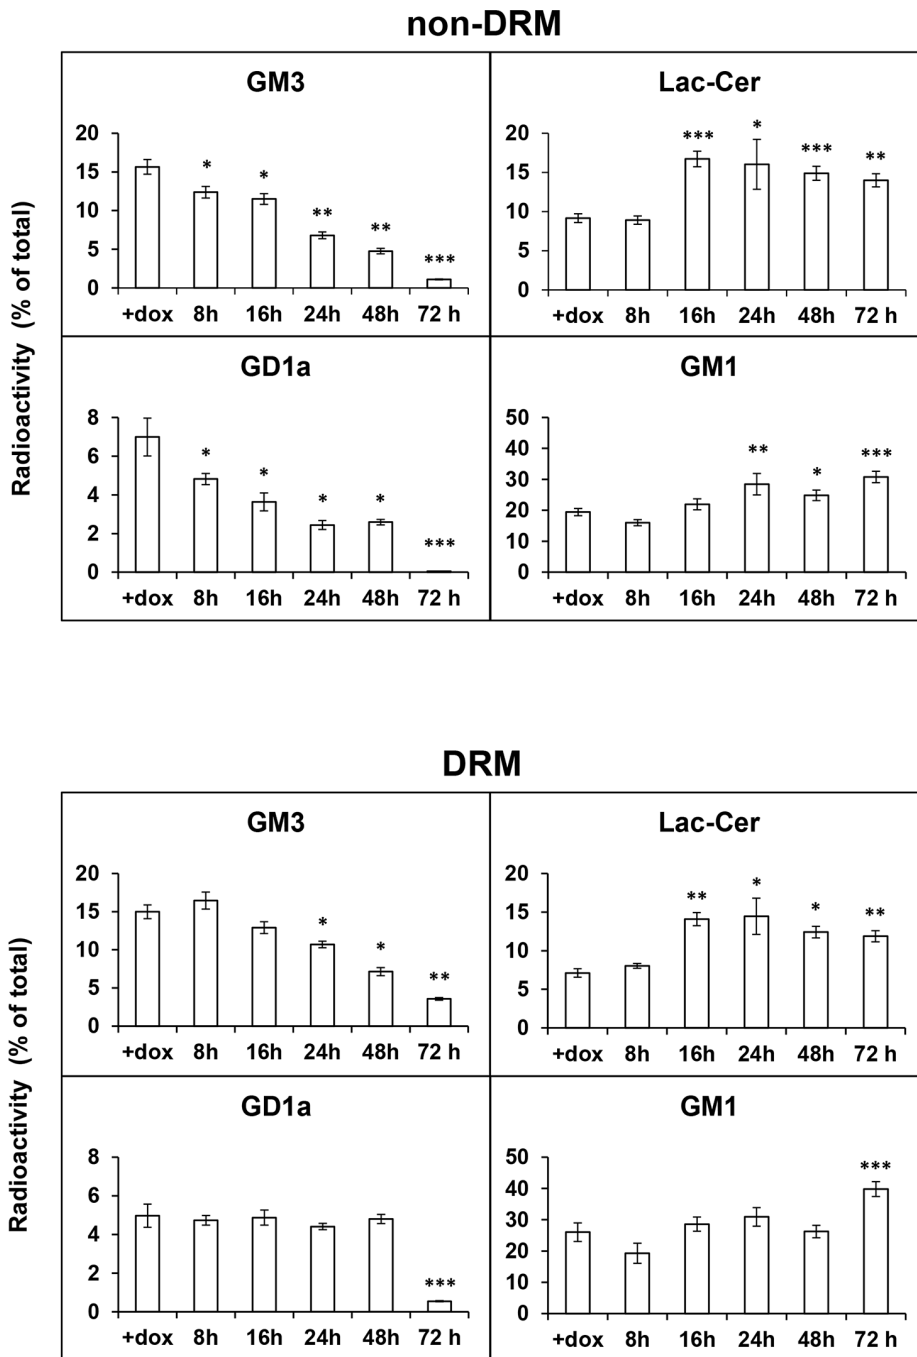 non-DRM
Radioactivity (% of total)
GM3
20
15
10
5
0
* * ** ** ***
+dox 8h 16h 24h 48h 72 h
Lac-Cer
20
15
10
5
0
*** * *** **
+dox 8h 16h 24h 48h 72 h
GD1a
8
6
4
2
0
* * * * ***
+dox 8h 16h 24h 48h 72 h
GM1
50
40
30
20
10
0
** * ***
+dox 8h 16h 24h 48h 72 h
DRM
Radioactivity (% of total)
GM3
20
15
10
5
0
* * **
+dox 8h 16h 24h 48h 72 h
Lac-Cer
20
15
10
5
0
** * * **
+dox 8h 16h 24h 48h 72 h
GD1a
8
6
4
2
0
***
+dox 8h 16h 24h 48h 72 h
GM1
50
40
30
20
10
0
***
+dox 8h 16h 24h 48h 72 h